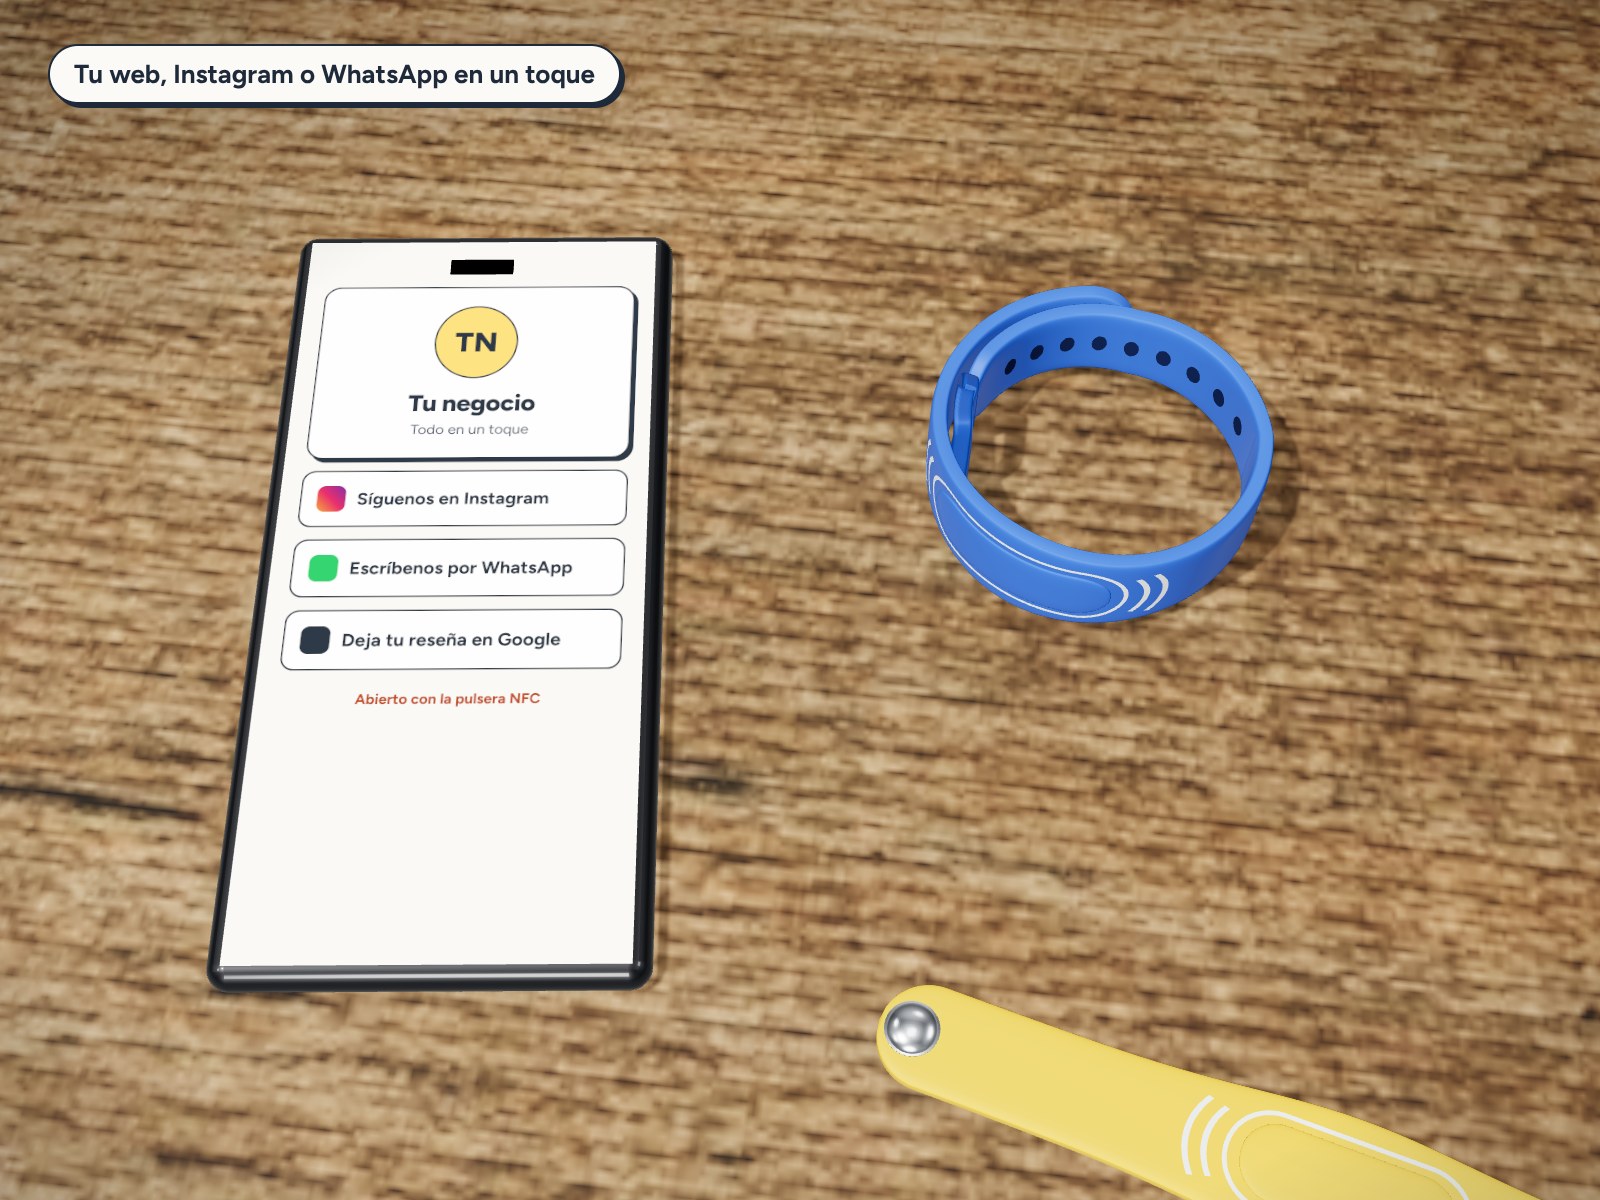 Tu web, Instagram o WhatsApp en un toque
TN
Tu negocio
Todo en un toque
Síguenos en Instagram
Escríbenos por WhatsApp
Deja tu reseña en Google
Abierto con la pulsera NFC